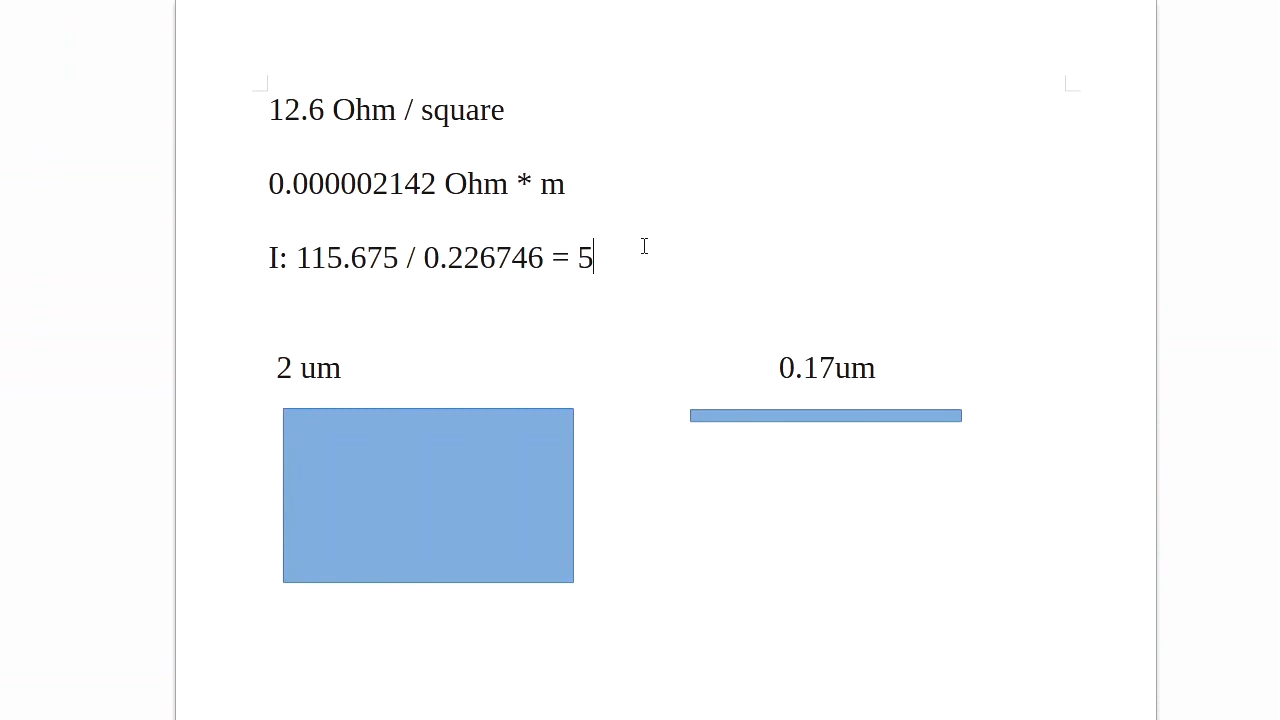 12.6 Ohm / square
0.000002142 Ohm * m
I: 115.675 / 0.226746 = 5
2 um
0.17um